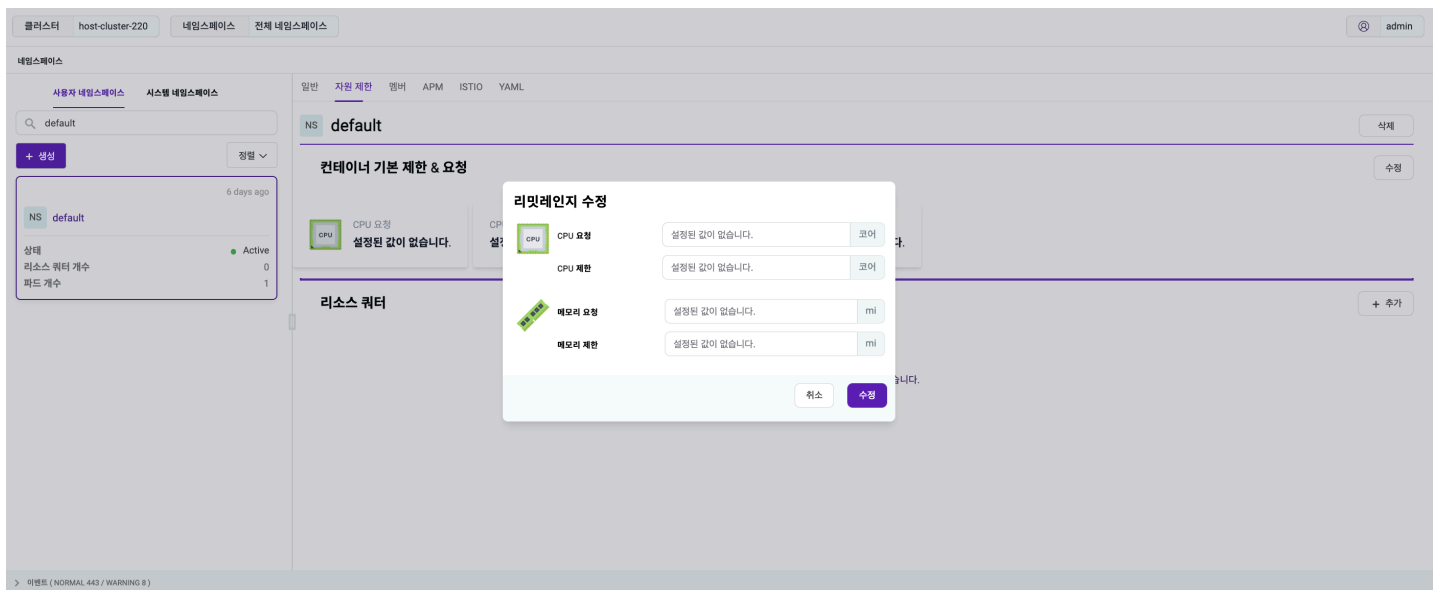 클러스터 host-cluster-220 네임스페이스 전체 네임스페이스 admin
네임스페이스
사용자 네임스페이스 시스템 네임스페이스
default
+ 생성 정렬
6 days ago
NS default
상태 Active
리소스 쿼터 개수 0
파드 개수 1
일반 자원 제한 멤버 APM ISTIO YAML
NS default 삭제
컨테이너 기본 제한 & 요청 수정
CPU
CPU 요청
설정된 값이 없습니다.
CP
설정
다.
리소스 쿼터 + 추가
습니다.
리밋레인지 수정
CPU
CPU 요청 설정된 값이 없습니다. 코어
CPU 제한 설정된 값이 없습니다. 코어
메모리 요청 설정된 값이 없습니다. mi
메모리 제한 설정된 값이 없습니다. mi
취소 수정
이벤트 ( NORMAL 443 / WARNING 8 )